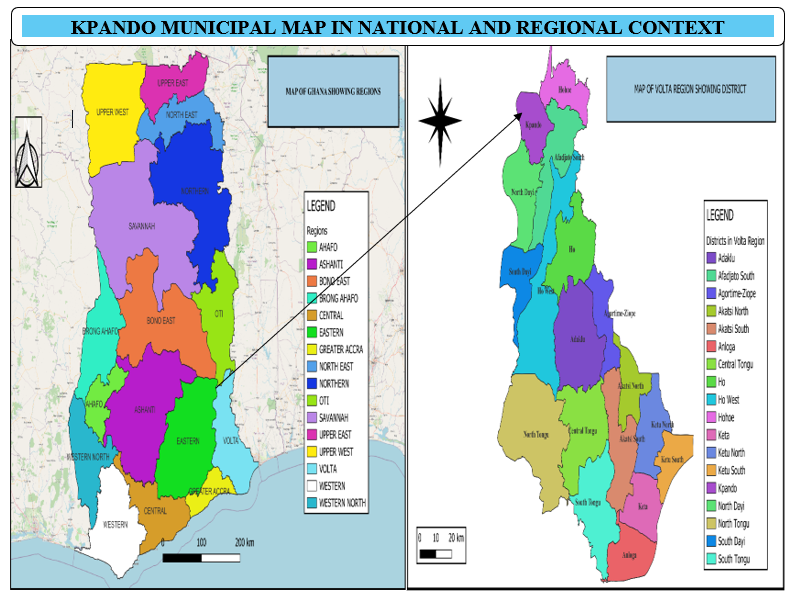 KPANDO MUNICIPAL MAP IN NATIONAL AND REGIONAL CONTEXT
MAP OF GHANA SHOWING REGIONS
UPPER EAST
UPPER WEST
NORTH EAST
NORTHERN
SAVANNAH
OTI
BONO EAST
BRONG AHAFO
AHAFO
ASHANTI
EASTERN
VOLTA
WESTERN NORTH
GREATER ACCRA
CENTRAL
WESTERN
0 100 200 km
LEGEND
Regions
AHAFO
ASHANTI
BONO EAST
BRONG AHAFO
CENTRAL
EASTERN
GREATER ACCRA
NORTH EAST
NORTHERN
OTI
SAVANNAH
UPPER EAST
UPPER WEST
VOLTA
WESTERN
WESTERN NORTH
MAP OF VOLTA REGION SHOWING DISTRICT
Hohoe
Kpando
Afadjato South
North Dayi
Ho
South Dayi
Ho West
Agortime-Ziope
Adaklu
Akatsi North
North Tongu
Central Tongu
Akatsi South
Ketu North
Ketu South
South Tongu
Keta
Anloga
0 10 20 km
LEGEND
Districts in Volta Region
Adaklu
Afadjato South
Agortime-Ziope
Akatsi North
Akatsi South
Anloga
Central Tongu
Ho
Ho West
Hohoe
Keta
Ketu North
Ketu South
Kpando
North Dayi
North Tongu
South Dayi
South Tongu